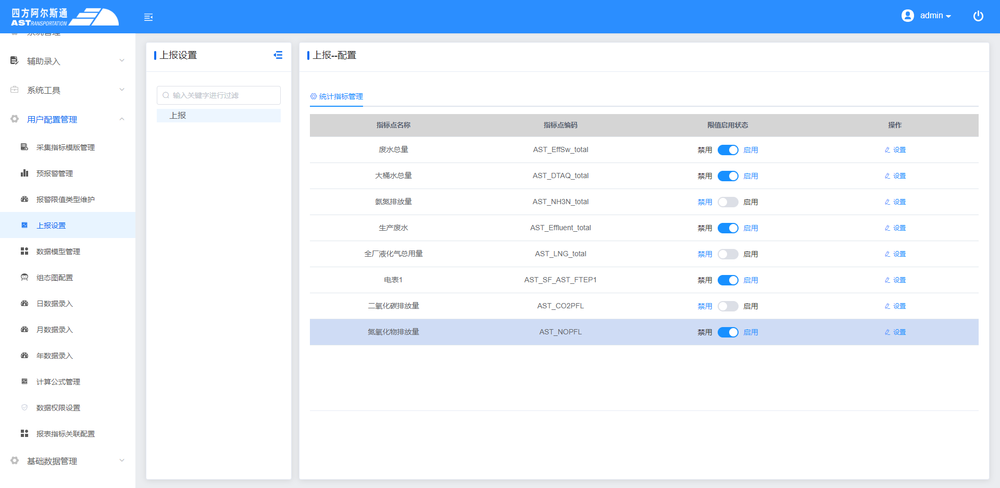 四方阿尔斯通
ASTRANSPORTATION
admin
系统管理
辅助录入
系统工具
用户配置管理
采集指标模版管理
预报警管理
报警限值类型维护
上报设置
数据模型管理
组态图配置
日数据录入
月数据录入
年数据录入
计算公式管理
数据权限设置
报表指标关联配置
基础数据管理
上报设置
输入关键字进行过滤
上报
上报--配置
统计指标管理
指标点名称 指标点编码 限值启用状态 操作
废水总量 AST_EffSw_total 禁用 启用 设置
大桶水总量 AST_DTAQ_total 禁用 启用 设置
氨氮排放量 AST_NH3N_total 禁用 启用 设置
生产废水 AST_Effluent_total 禁用 启用 设置
全厂液化气总用量 AST_LNG_total 禁用 启用 设置
电表1 AST_SF_AST_FTEP1 禁用 启用 设置
二氧化碳排放量 AST_CO2PFL 禁用 启用 设置
氮氧化物排放量 AST_NOPFL 禁用 启用 设置